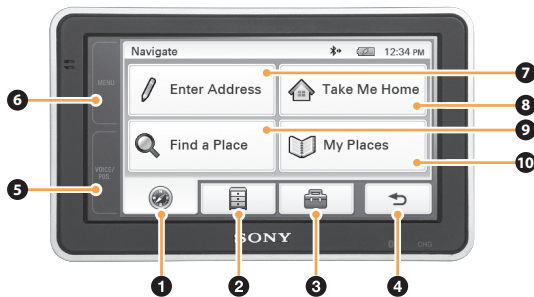 Navigate 12:34 PM
MENU
Enter Address
Take Me Home
7
6
8
Find a Place
My Places
9
10
VOICE/
POS.
5
SONY
CHG
1
2
3
4